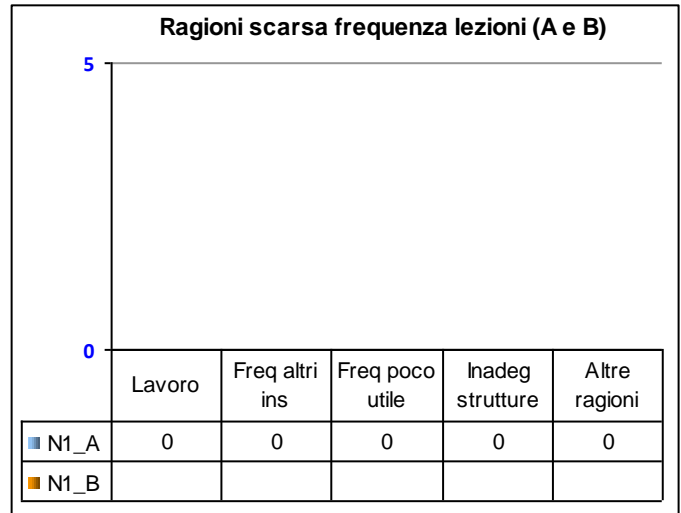 Ragioni scarsa frequenza lezioni (A e B)
5
0
Lavoro
Freq altri
ins
Freq poco
utile
Inadeg
strutture
Altre
ragioni
N1_A 0 0 0 0 0
N1_B